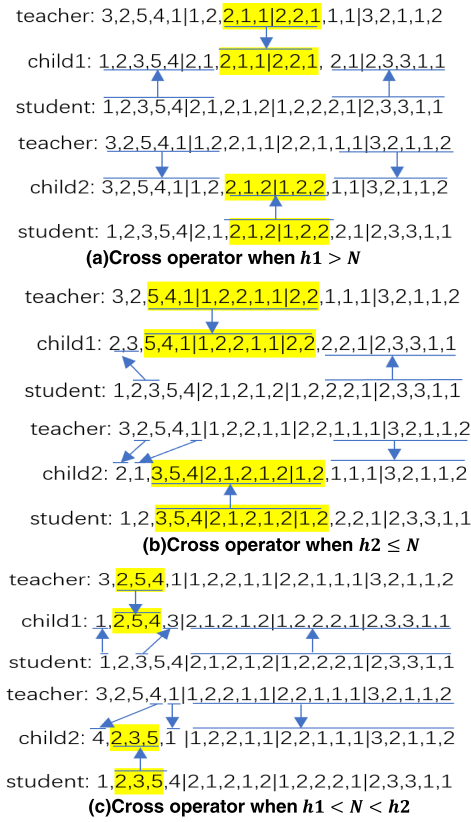 teacher: 3,2,5,4,1|1,2,2,1,1|2,2,1,1,1|3,2,1,1,2
child1: 1,2,3,5,4|2,1,2,1,1|2,2,1, 2,1|2,3,3,1,1
student: 1,2,3,5,4|2,1,2,1,2|1,2,2,2,1|2,3,3,1,1
teacher: 3,2,5,4,1|1,2,2,1,1|2,2,1,1,1|3,2,1,1,2
child2: 3,2,5,4,1|1,2,2,1,2|1,2,2,1,1|3,2,1,1,2
student: 1,2,3,5,4|2,1,2,1,2|1,2,2,2,1|2,3,3,1,1
(a)Cross operator when h1 > N
teacher: 3,2,5,4,1|1,2,2,1,1|2,2,1,1,1|3,2,1,1,2
child1: 2,3,5,4,1|1,2,2,1,1|2,2,2,2,1|2,3,3,1,1
student: 1,2,3,5,4|2,1,2,1,2|1,2,2,2,1|2,3,3,1,1
teacher: 3,2,5,4,1|1,2,2,1,1|2,2,1,1,1|3,2,1,1,2
child2: 2,1,3,5,4|2,1,2,1,2|1,2,1,1,1|3,2,1,1,2
student: 1,2,3,5,4|2,1,2,1,2|1,2,2,2,1|2,3,3,1,1
(b)Cross operator when h2 ≤ N
teacher: 3,2,5,4,1|1,2,2,1,1|2,2,1,1,1|3,2,1,1,2
child1: 1,2,5,4,3|2,1,2,1,2|1,2,2,2,1|2,3,3,1,1
student: 1,2,3,5,4|2,1,2,1,2|1,2,2,2,1|2,3,3,1,1
teacher: 3,2,5,4,1|1,2,2,1,1|2,2,1,1,1|3,2,1,1,2
child2: 4,2,3,5,1 |1,2,2,1,1|2,2,1,1,1|3,2,1,1,2
student: 1,2,3,5,4|2,1,2,1,2|1,2,2,2,1|2,3,3,1,1
(c)Cross operator when h1 < N < h2